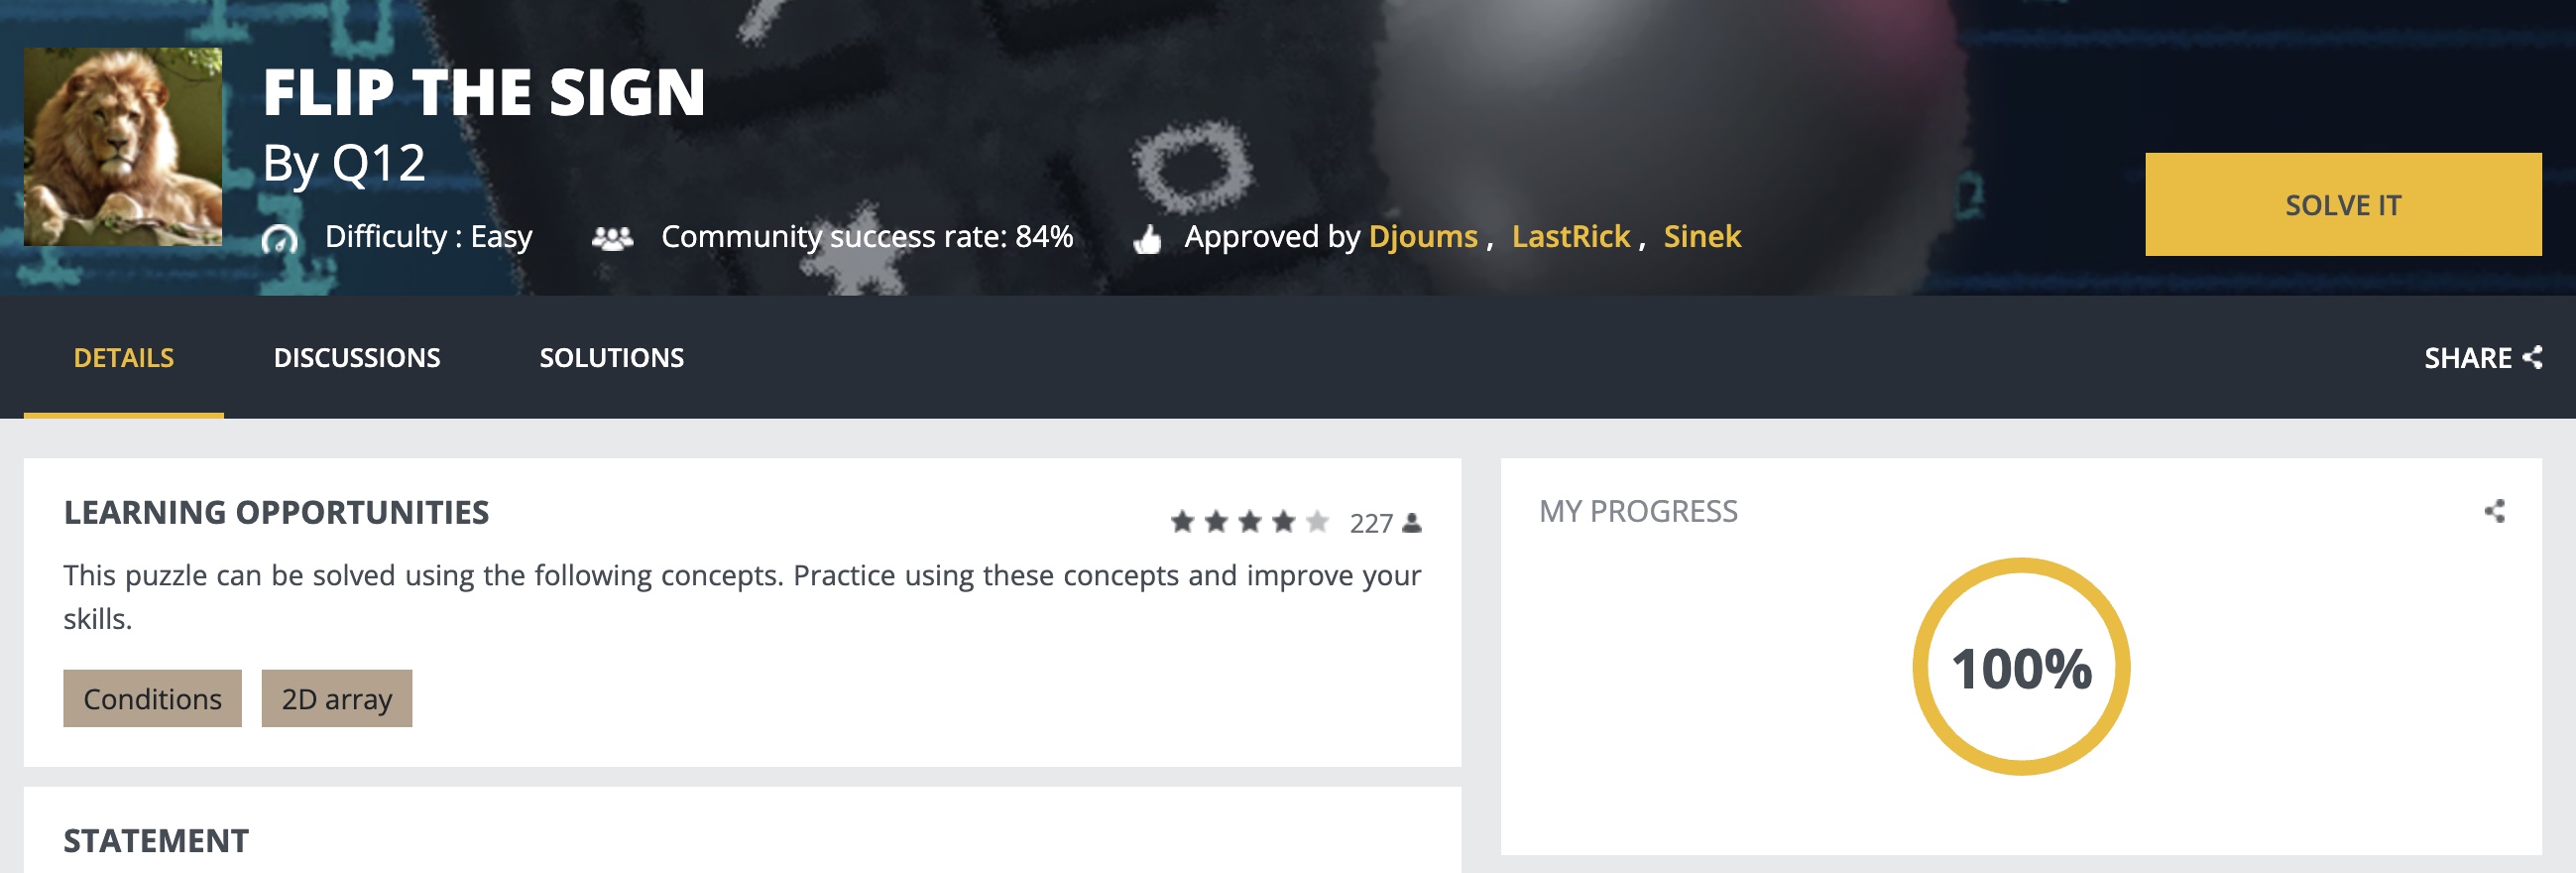 FLIP THE SIGN
By Q12
Difficulty : Easy
Community success rate: 84%
Approved by Djoums , LastRick , Sinek
SOLVE IT
DETAILS
DISCUSSIONS
SOLUTIONS
SHARE
LEARNING OPPORTUNITIES
227
This puzzle can be solved using the following concepts. Practice using these concepts and improve your
skills.
Conditions
2D array
MY PROGRESS
100%
STATEMENT